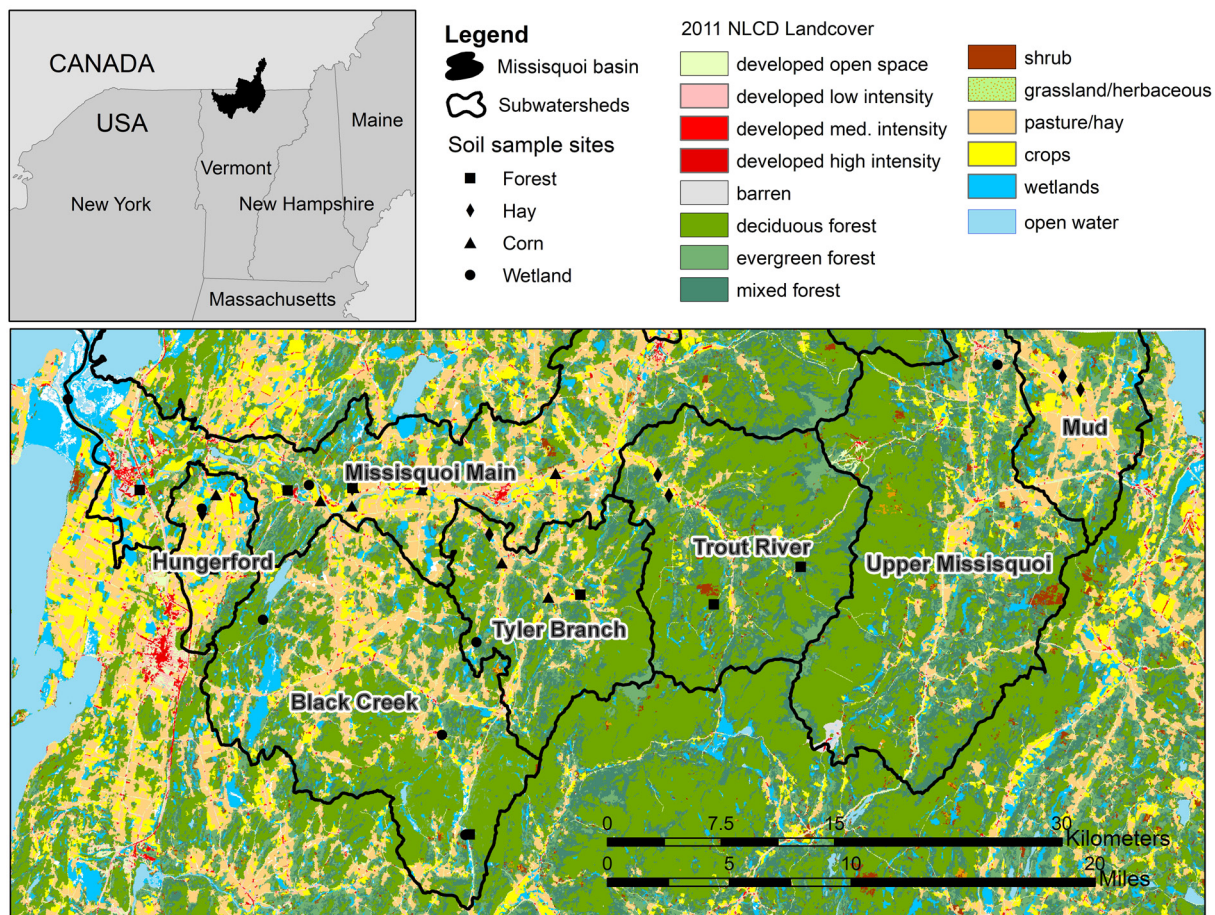 CANADA
USA
Maine
Vermont
New York
New Hampshire
Massachusetts
Legend
Missisquoi basin
Subwatersheds
Soil sample sites
Forest
Hay
Corn
Wetland
2011 NLCD Landcover
developed open space
developed low intensity
developed med. intensity
developed high intensity
barren
deciduous forest
evergreen forest
mixed forest
shrub
grassland/herbaceous
pasture/hay
crops
wetlands
open water
Mud
Missisquoi Main
Trout River
Hungerford
Upper Missisquoi
Tyler Branch
Black Creek
0 7.5 15 30
Kilometers
0 5 10 20
Miles